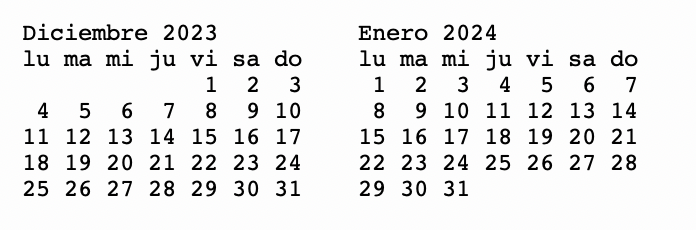 Diciembre 2023        Enero 2024
lu ma mi ju vi sa do    lu ma mi ju vi sa do
             1  2  3     1  2  3  4  5  6  7
 4  5  6  7  8  9 10     8  9 10 11 12 13 14
11 12 13 14 15 16 17    15 16 17 18 19 20 21
18 19 20 21 22 23 24    22 23 24 25 26 27 28
25 26 27 28 29 30 31    29 30 31